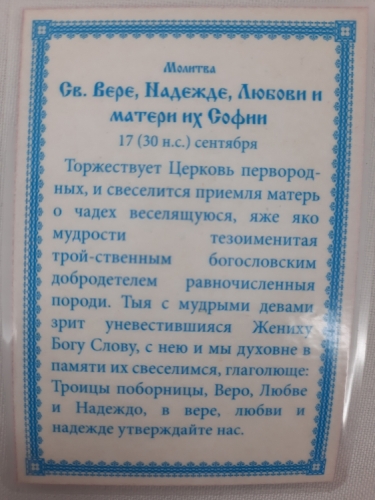 Молитва
Св. Вере, Надежде, Любови и
матери их Софии
17 (30 н.с.) сентября
Торжествует Церковь первород-
ных, и свеселится приемля матерь
о чадех веселящуюся, яже яко
мудрости тезоименитая
трой-ственным богословским
добродетелем равночисленныя
породи. Тыя с мудрыми девами
зрит уневестившияся Жениху
Богу Слову, с нею и мы духовне в
памяти их свеселимся, глаголюще:
Троицы поборницы, Веро, Любве
и Надеждо, в вере, любви и
надежде утверждайте нас.